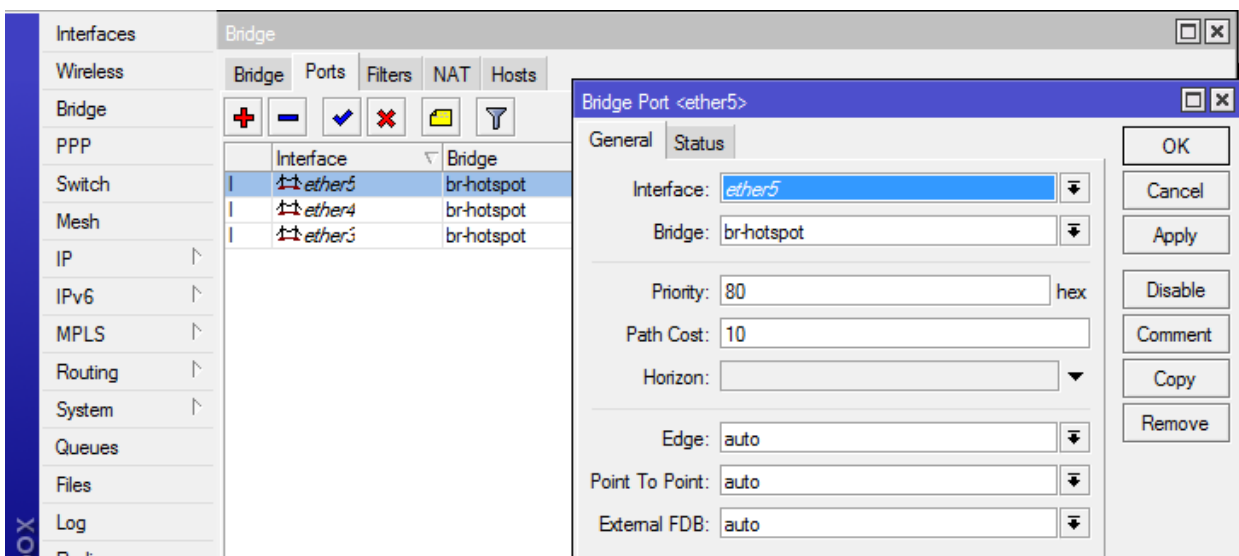 Interfaces
Wireless
Bridge
PPP
Switch
Mesh
IP
IPv6
MPLS
Routing
System
Queues
Files
Log
Bridge
Bridge Ports Filters NAT Hosts
Interface Bridge
I ether5 br-hotspot
I ether4 br-hotspot
I ether3 br-hotspot
Bridge Port <ether5>
General Status
Interface: ether5
Bridge: br-hotspot
Priority: 80 hex
Path Cost: 10
Horizon:
Edge: auto
Point To Point: auto
External FDB: auto
OK
Cancel
Apply
Disable
Comment
Copy
Remove